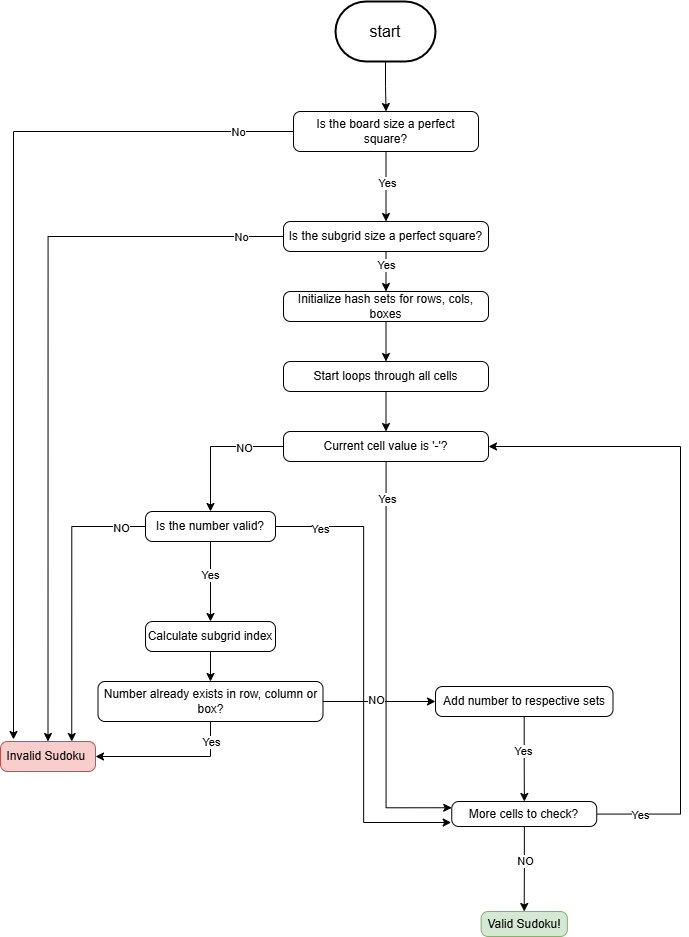 start
Is the board size a perfect
square?
No
Yes
Is the subgrid size a perfect square?
No
Yes
Initialize hash sets for rows, cols,
boxes
Start loops through all cells
Current cell value is '-'?
NO
Yes
Is the number valid?
NO
Yes
Yes
Calculate subgrid index
Number already exists in row, column or
box?
NO
Add number to respective sets
Yes
Yes
Invalid Sudoku
More cells to check?
Yes
NO
Valid Sudoku!